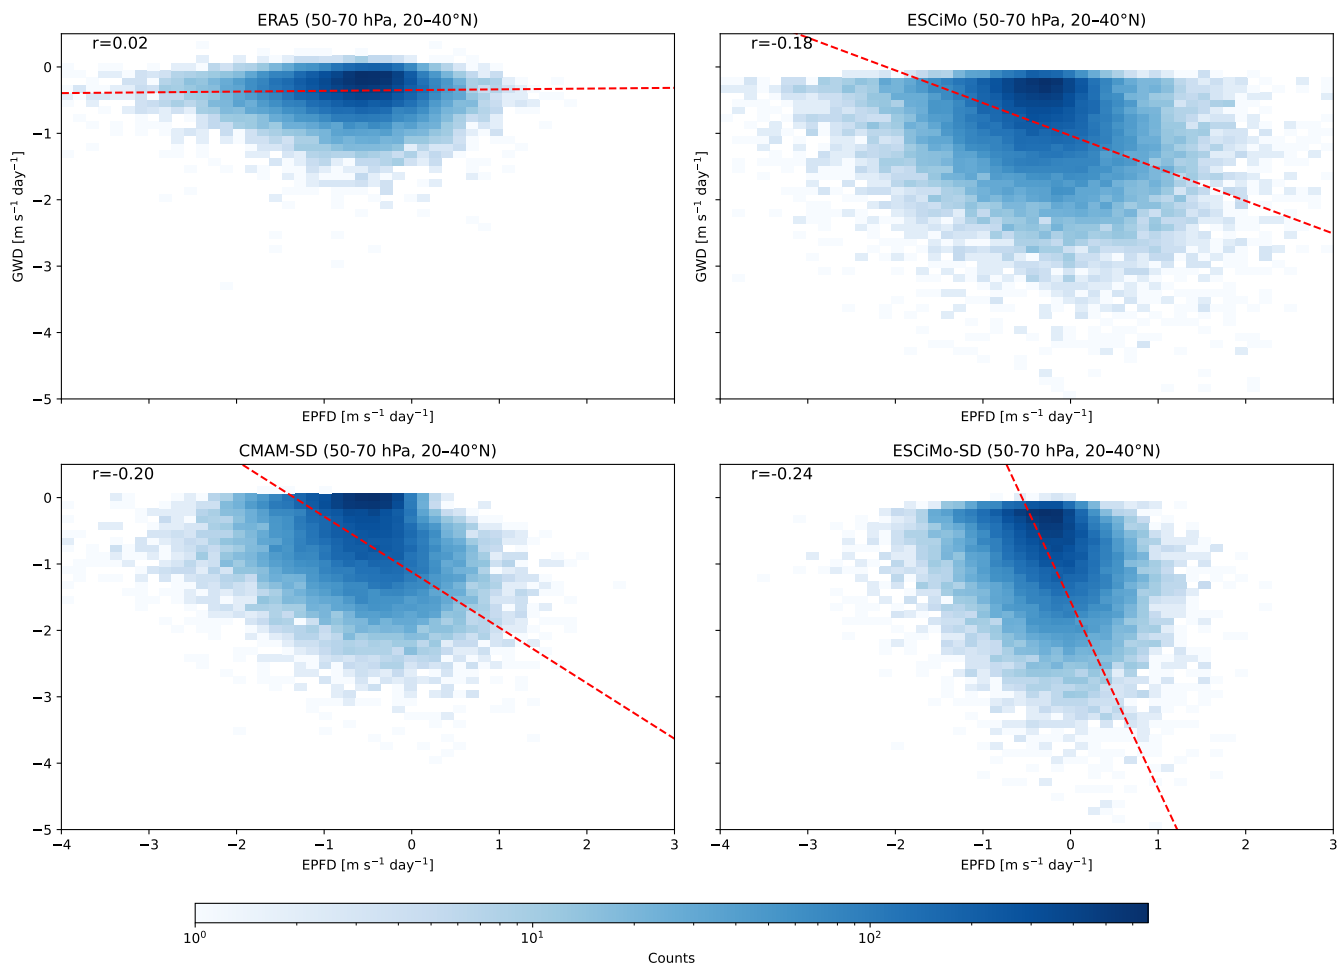 ERA5 (50-70 hPa, 20–40°N)
r=0.02
0
−1
−2
−3
−4
−5
GWD [m s⁻¹ day⁻¹]
EPFD [m s⁻¹ day⁻¹]
ESCiMo (50-70 hPa, 20–40°N)
r=-0.18
GWD [m s⁻¹ day⁻¹]
EPFD [m s⁻¹ day⁻¹]
CMAM-SD (50-70 hPa, 20–40°N)
r=-0.20
0
−1
−2
−3
−4
−5
−4 −3 −2 −1 0 1 2 3
EPFD [m s⁻¹ day⁻¹]
ESCiMo-SD (50-70 hPa, 20–40°N)
r=-0.24
−4 −3 −2 −1 0 1 2 3
EPFD [m s⁻¹ day⁻¹]
10⁰ 10¹ 10²
Counts